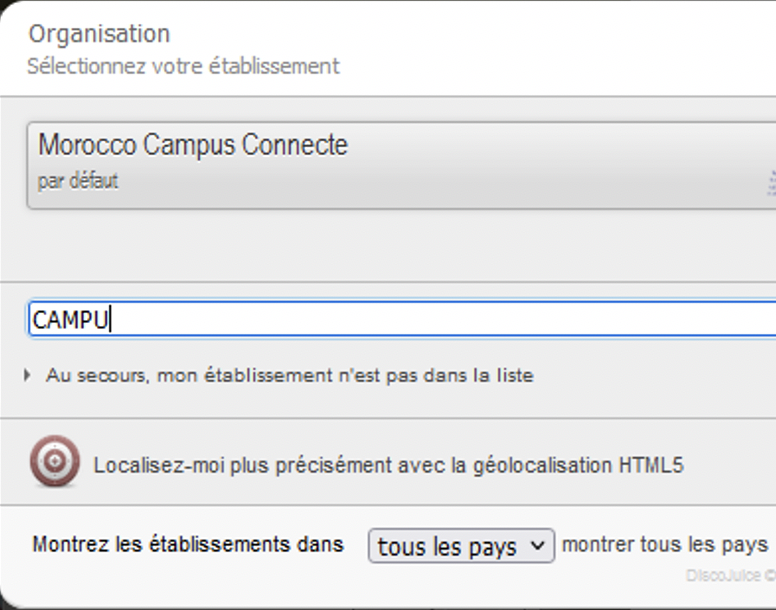 Organisation
Sélectionnez votre établissement
Morocco Campus Connecte
par défaut
CAMPU
Au secours, mon établissement n'est pas dans la liste
Localisez-moi plus précisément avec la géolocalisation HTML5
Montrez les établissements dans tous les pays montrer tous les pays
DiscoJuice ©